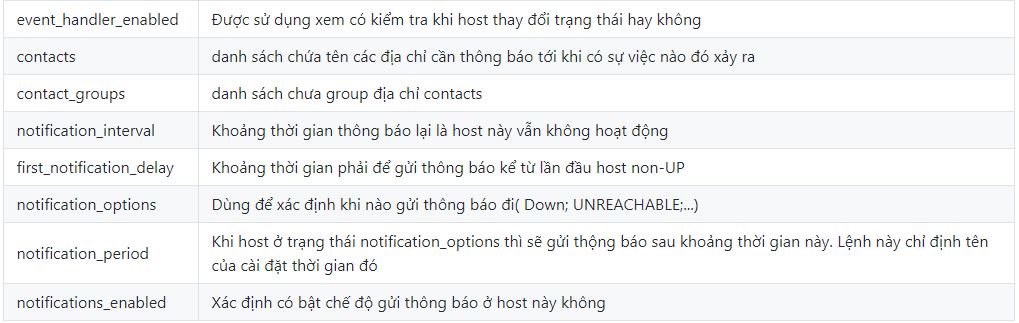 event_handler_enabled Được sử dụng xem có kiểm tra khi host thay đổi trạng thái hay không
contacts danh sách chứa tên các địa chỉ cần thông báo tới khi có sự việc nào đó xảy ra
contact_groups danh sách chưa group địa chỉ contacts
notification_interval Khoảng thời gian thông báo lại là host này vẫn không hoạt động
first_notification_delay Khoảng thời gian phải để gửi thông báo kể từ lần đầu host non-UP
notification_options Dùng để xác định khi nào gửi thông báo đi( Down; UNREACHABLE;...)
notification_period Khi host ở trạng thái notification_options thì sẽ gửi thộng báo sau khoảng thời gian này. Lệnh này chỉ định tên
của cài đặt thời gian đó
notifications_enabled Xác định có bật chế độ gửi thông báo ở host này không